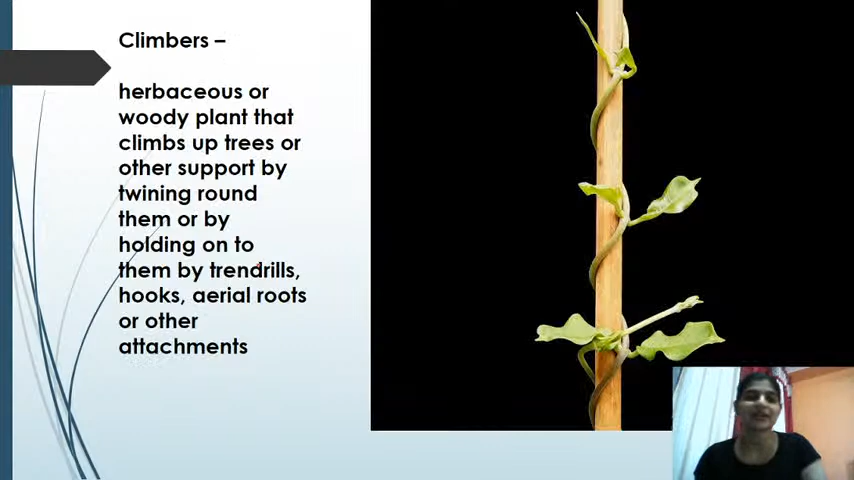 Climbers –
herbaceous or
woody plant that
climbs up trees or
other support by
twining round
them or by
holding on to
them by trendrills,
hooks, aerial roots
or other
attachments